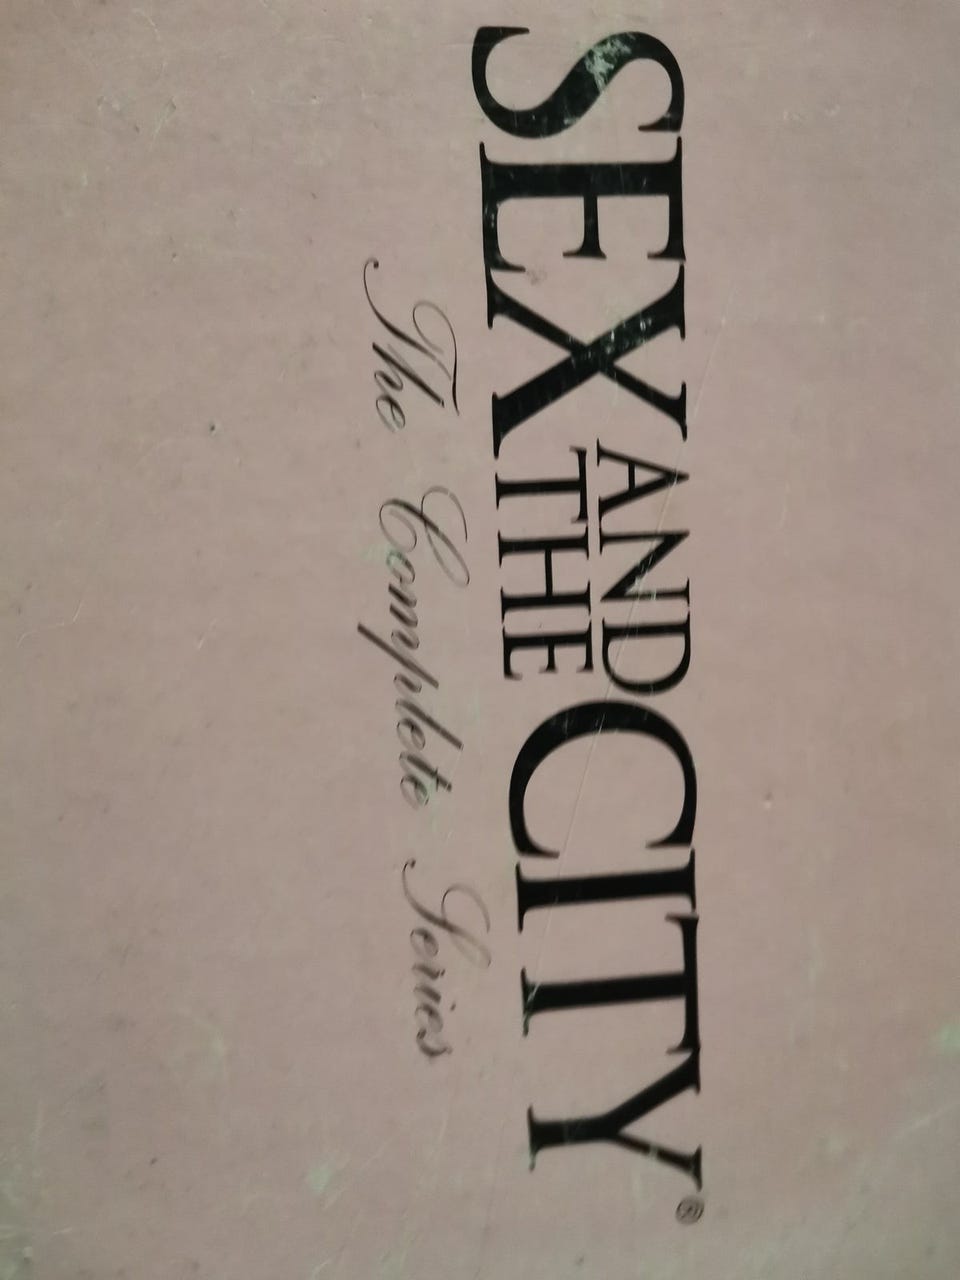 SEX AND THE CITY®
The Complete Series